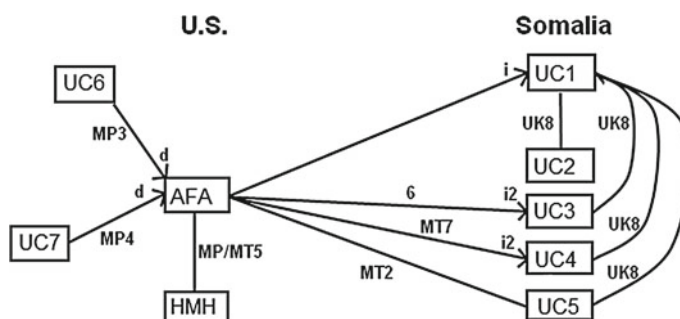 U.S.
Somalia
i
UC1
UC6
MP3
UK8
UK8
d
UC2
d
AFA
6
i2
UC3
MT7
UC7
MP4
MP/MT5
i2
UC4
UK8
MT2
UK8
HMH
UC5